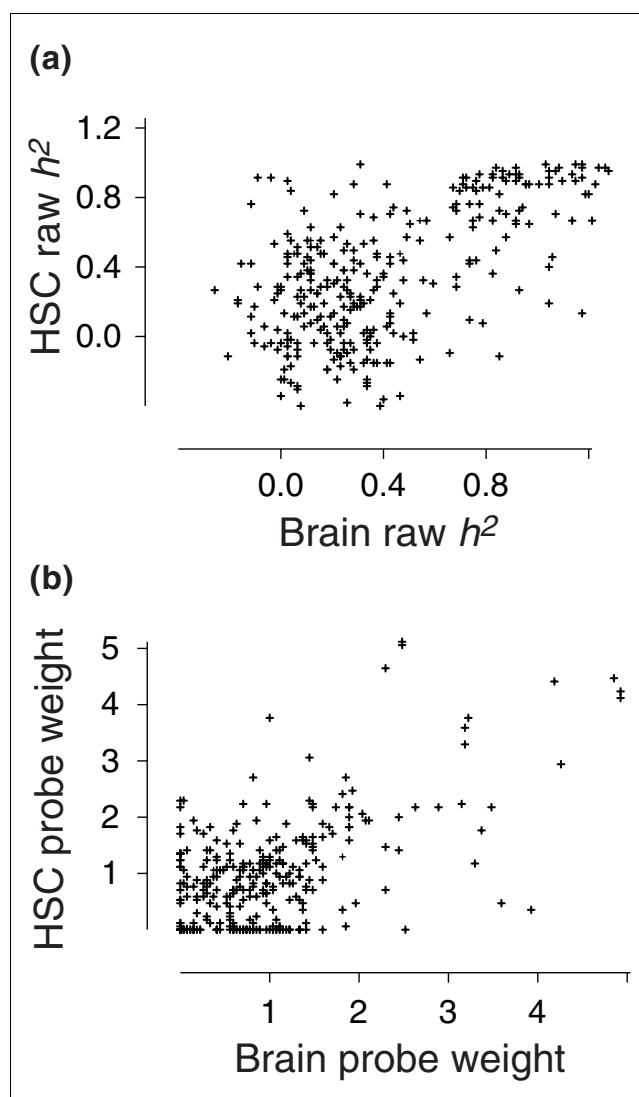 (a)
HSC raw h²
1.2
0.8
0.4
0.0
0.0 0.4 0.8
Brain raw h²
(b)
HSC probe weight
5
4
3
2
1
1 2 3 4
Brain probe weight